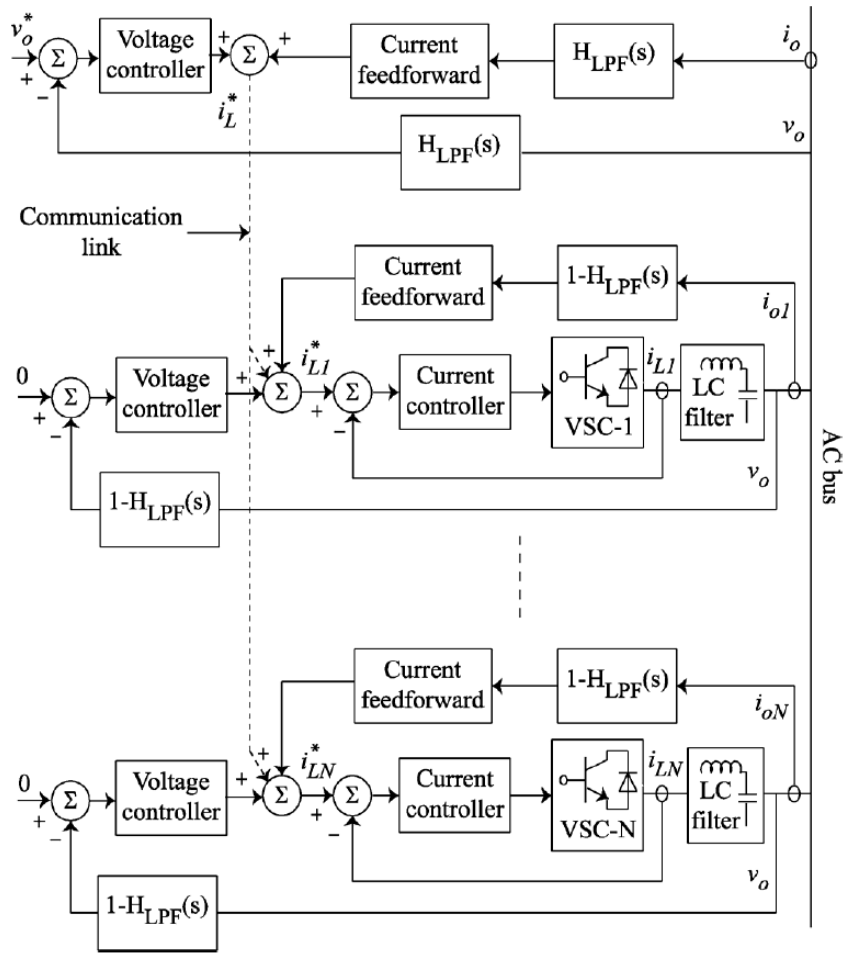 v_o^* Voltage controller Current feedforward H_LPF(s) i_o
Σ Σ
+ − + +
i_L^*
H_LPF(s) v_o
Communication link
Current feedforward 1-H_LPF(s) i_o1
0 Voltage controller i_L1^* Current controller VSC-1 i_L1 LC filter
Σ Σ Σ
+ − + + + −
1-H_LPF(s) v_o
AC bus
Current feedforward 1-H_LPF(s) i_oN
0 Voltage controller i_LN^* Current controller VSC-N i_LN LC filter
Σ Σ Σ
+ − + + + −
1-H_LPF(s) v_o